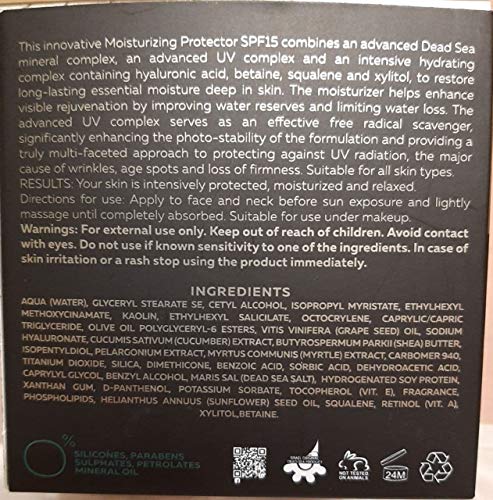 This innovative Moisturizing Protector SPF15 combines an advanced Dead Sea
mineral complex, an advanced UV complex and an intensive hydrating
complex containing hyaluronic acid, betaine, squalene and xylitol, to restore
long-lasting essential moisture deep in skin. The moisturizer helps enhance
visible rejuvenation by improving water reserves and limiting water loss. The
advanced UV complex serves as an effective free radical scavenger,
significantly enhancing the photo-stability of the formulation and providing a
truly multi-faceted approach to protecting against UV radiation, the major
cause of wrinkles, age spots and loss of firmness. Suitable for all skin types.
RESULTS: Your skin is intensively protected, moisturized and relaxed.
Directions for use: Apply to face and neck before sun exposure and lightly
massage until completely absorbed. Suitable for use under makeup.
Warnings: For external use only. Keep out of reach of children. Avoid contact
with eyes. Do not use if known sensitivity to one of the ingredients. In case of
skin irritation or a rash stop using the product immediately.
INGREDIENTS
AQUA (WATER), GLYCERYL STEARATE SE, CETYL ALCOHOL, ISOPROPYL MYRISTATE, ETHYLHEXYL
METHOXYCINAMATE, KAOLIN, ETHYLHEXYL SALICILATE, OCTOCRYLENE, CAPRYLIC/CAPRIC
TRIGLYCERIDE, OLIVE OIL POLYGLYCERYL-6 ESTERS, VITIS VINIFERA (GRAPE SEED) OIL, SODIUM
HYALURONATE, CUCUMIS SATIVUM (CUCUMBER) EXTRACT, BUTYROSPERMUM PARKII (SHEA) BUTTER,
ISOPENTYLDIOL, PELARGONIUM EXTRACT, MYRTUS COMMUNIS (MYRTLE) EXTRACT, CARBOMER 940,
TITANIUM DIOXIDE, SILICA, DIMETHICONE, BENZOIC ACID, SORBIC ACID, DEHYDROACETIC ACID,
CAPRYLYL GLYCOL, BENZYL ALCOHOL, MARIS SAL (DEAD SEA SALT), HYDROGENATED SOY PROTEIN,
XANTHAN GUM, D-PANTHENOL, POTASSIUM SORBATE, TOCOPHEROL (VIT. E), FRAGRANCE,
PHOSPHOLIPIDS, HELIANTHUS ANNUUS (SUNFLOWER) SEED OIL, SQUALENE, RETINOL (VIT. A),
XYLITOL,BETAINE.
0%
SILICONES, PARABENS
SULPHATES, PETROLATES
MINERAL OIL
ISRAEL ORIGINAL
DEAD SEA PRODUCT
NOT TESTED
ON ANIMALS
24M